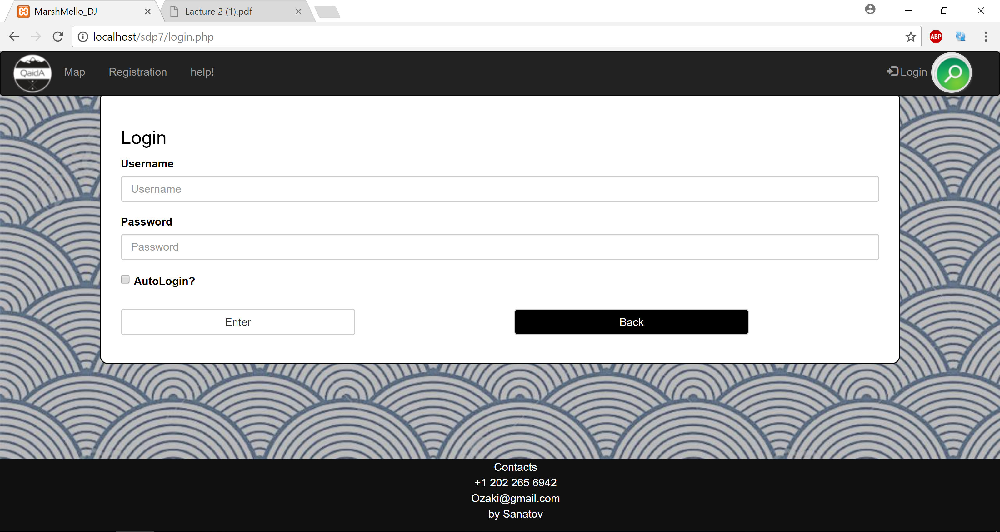 MarshMello_DJ
Lacture 2 (1).pdf
localhost/sdp7/login.php
ABP
QaidA
Map
Registration
help!
Login
Login
Username
Username
Password
Password
AutoLogin?
Enter
Back
Contacts
+1 202 265 6942
Ozaki@gmail.com
by Sanatov